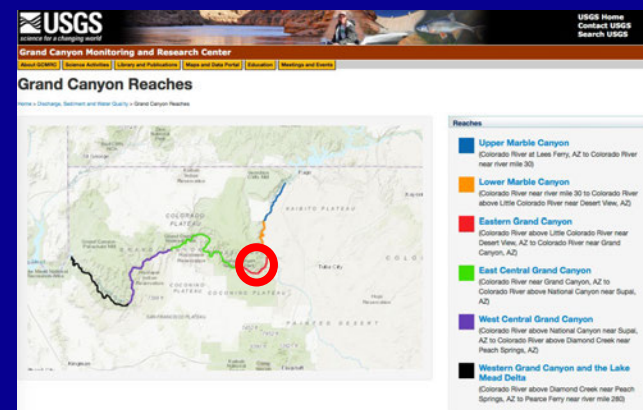 USGS
science for a changing world
USGS Home
Contact USGS
Search USGS
Grand Canyon Monitoring and Research Center
About GCMRC
Science Activities
Library and Publications
Maps and Data Portal
Education
Meetings and Events
Grand Canyon Reaches
Home » Discharge, Sediment and Water Quality » Grand Canyon Reaches
Reaches
Upper Marble Canyon
(Colorado River at Lees Ferry, AZ to Colorado River
near river mile 30)
Lower Marble Canyon
(Colorado River near river mile 30 to Colorado River
above Little Colorado River near Desert View, AZ)
Eastern Grand Canyon
(Colorado River above Little Colorado River near
Desert View, AZ to Colorado River near Grand
Canyon, AZ)
East Central Grand Canyon
(Colorado River near Grand Canyon, AZ to
Colorado River above National Canyon near Supai,
AZ)
West Central Grand Canyon
(Colorado River above National Canyon near Supai,
AZ to Colorado River above Diamond Creek near
Peach Springs, AZ)
Western Grand Canyon and the Lake
Mead Delta
(Colorado River above Diamond Creek near Peach
Springs, AZ to Pearce Ferry near river mile 280)
Page
KAIBITO PLATEAU
COLORADO
PLATEAU
Tuba City
COCONINO
PLATEAU
COCONINO PLATEAU
SAN FRANCISCO PLATEAU
PAINTED DESERT
Kingman
Flagstaff